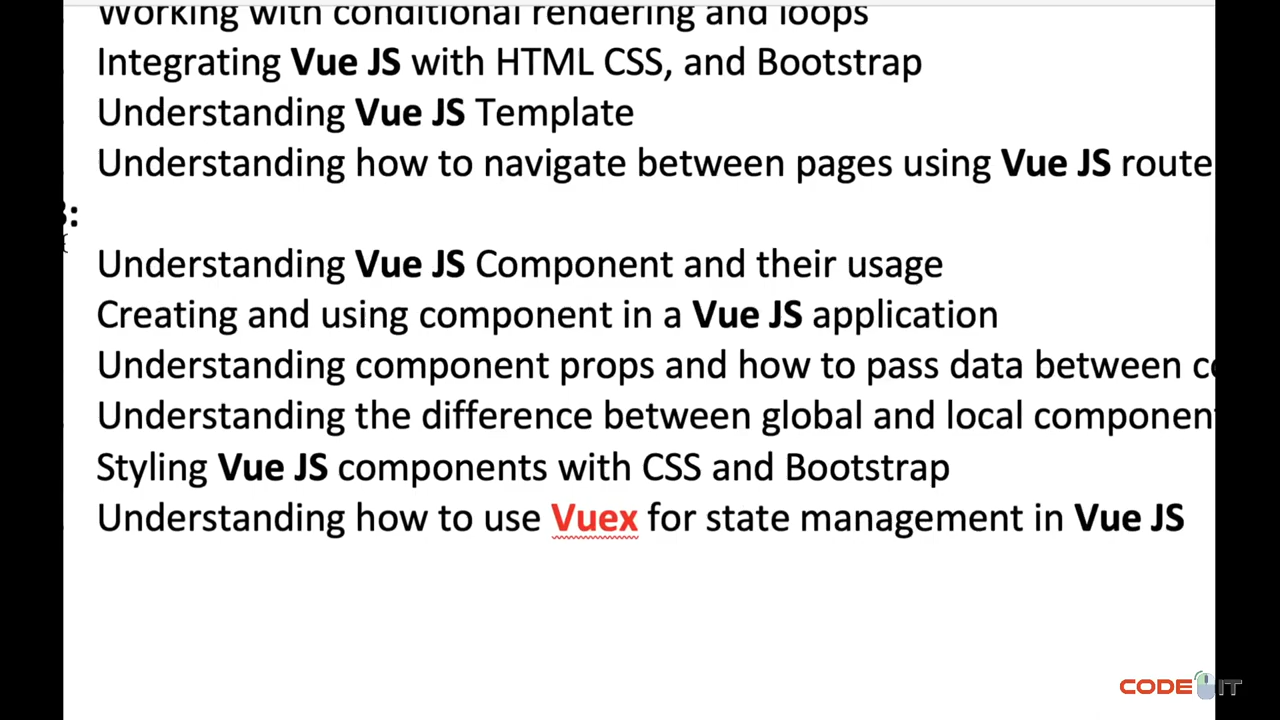 Working with conditional rendering and loops
Integrating Vue JS with HTML CSS, and Bootstrap
Understanding Vue JS Template
Understanding how to navigate between pages using Vue JS route
:
Understanding Vue JS Component and their usage
Creating and using component in a Vue JS application
Understanding component props and how to pass data between
Understanding the difference between global and local component
Styling Vue JS components with CSS and Bootstrap
Understanding how to use Vuex for state management in Vue JS
CODE IT